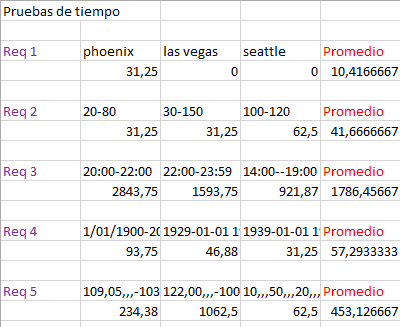 Pruebas de tiempo
Req 1 phoenix las vegas seattle Promedio
31,25 0 0 10,4166667
Req 2 20-80 30-150 100-120 Promedio
31,25 31,25 62,5 41,6666667
Req 3 20:00-22:00 22:00-23:59 14:00--19:00 Promedio
2843,75 1593,75 921,87 1786,45667
Req 4 1/01/1900-20 1929-01-01 19 1939-01-01 19 Promedio
93,75 46,88 31,25 57,2933333
Req 5 109,05,,,-103 122,00,,,-100 10,,,50,,,20,,, Promedio
234,38 1062,5 62,5 453,126667